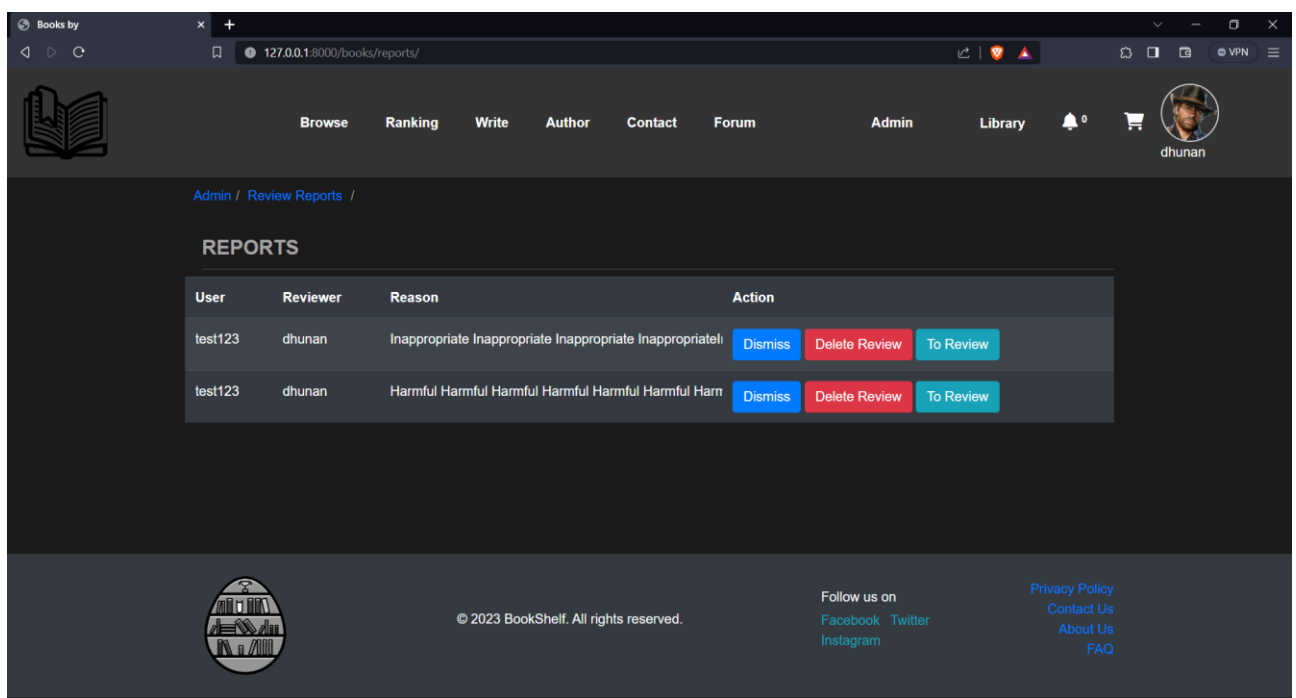 Books by
127.0.0.1:8000/books/reports/
VPN
Browse Ranking Write Author Contact Forum Admin Library 0
dhunan
Admin / Review Reports /
REPORTS
User Reviewer Reason Action
test123 dhunan Inappropriate Inappropriate Inappropriate Inappropriatel Dismiss Delete Review To Review
test123 dhunan Harmful Harmful Harmful Harmful Harmful Harmful Harm Dismiss Delete Review To Review
© 2023 BookShelf. All rights reserved.
Follow us on
Facebook Twitter
Instagram
Privacy Policy
Contact Us
About Us
FAQ